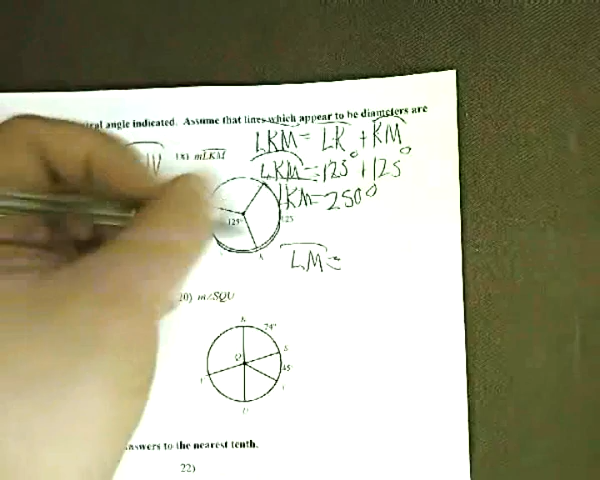 angle indicated. Assume that lines which appear to be diameters are
18) mLKM
LKM = LK + KM
LKM = 125° + 125°
LKM = 250°
125°
125
K
LM =
20) m∠SQU
74°
S
Q
45
answers to the nearest tenth.
22)